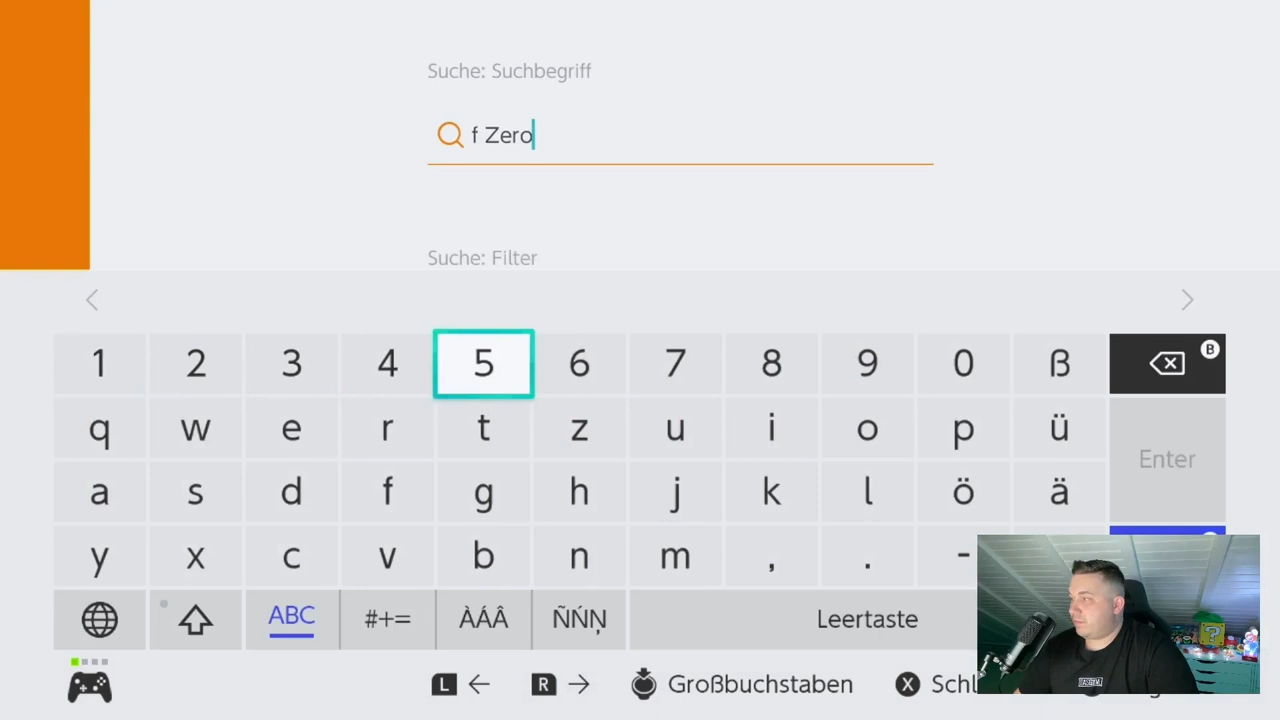 Suche: Suchbegriff
f Zero
Suche: Filter
1 2 3 4 5 6 7 8 9 0 ß B
q w e r t z u i o p ü
Enter
a s d f g h j k l ö ä
y x c v b n m , . -
ABC #+= ÀÁÂ ÑŃŅ Leertaste
L ← R → Großbuchstaben X